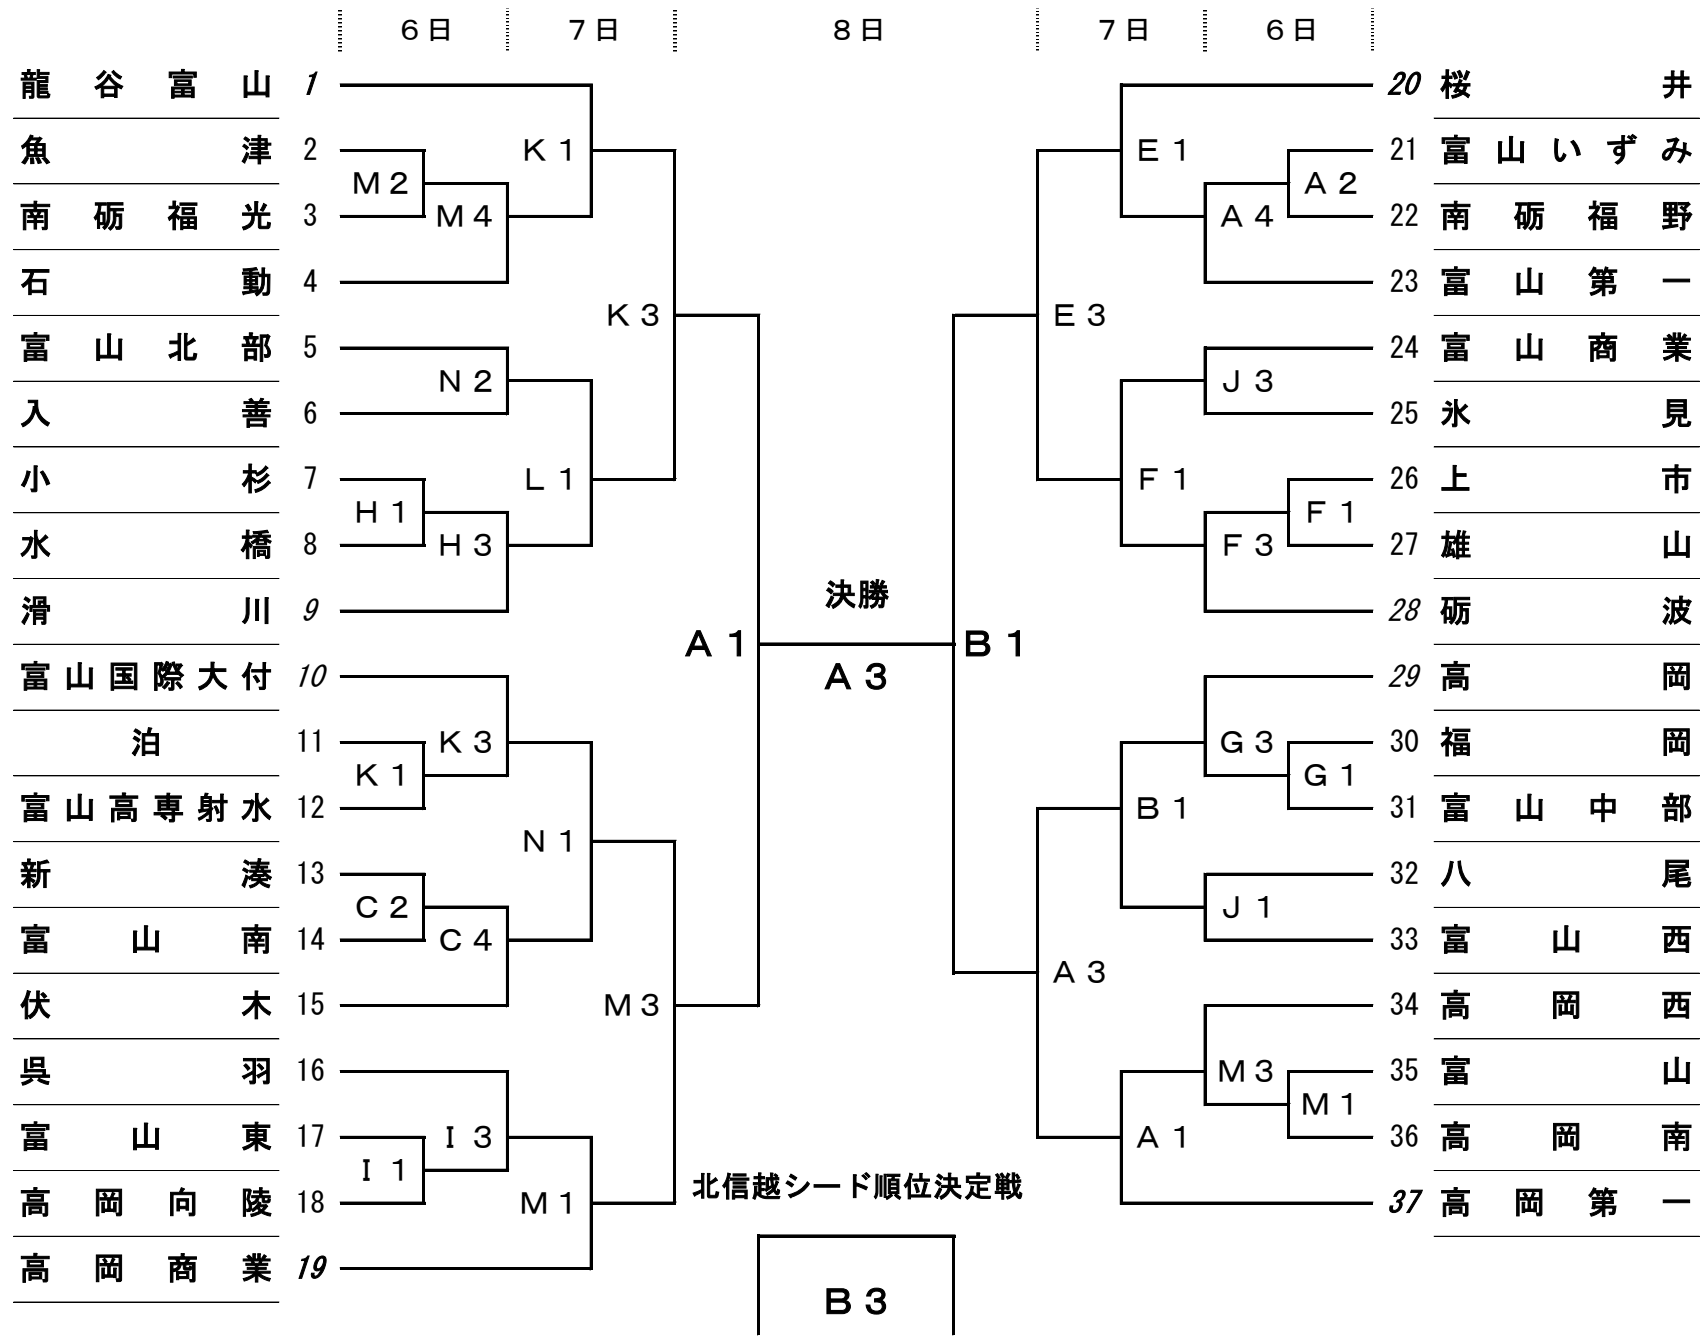 6日 7日 8日 7日 6日
龍谷富山 1 20 桜井
魚津 2 K1 E1 21 富山いずみ
M2 A2
南砺福光 3 M4 A4 22 南砺福野
石動 4 23 富山第一
K3 E3
富山北部 5 24 富山商業
N2 J3
入善 6 25 氷見
小杉 7 L1 F1 26 上市
H1 F1
水橋 8 H3 F3 27 雄山
決勝
滑川 9 28 砺波
A1 B1
富山国際大付 10 A3 29 高岡
泊 11 K3 G3 30 福岡
K1 G1
富山高専射水 12 B1 31 富山中部
N1
新湊 13 32 八尾
C2 J1
富山南 14 C4 33 富山西
A3
伏木 15 M3 34 高岡西
呉羽 16 M3 35 富山
M1
富山東 17 I3 A1 36 高岡南
I1
北信越シード順位決定戦
高岡向陵 18 M1 37 高岡第一
高岡商業 19
B3